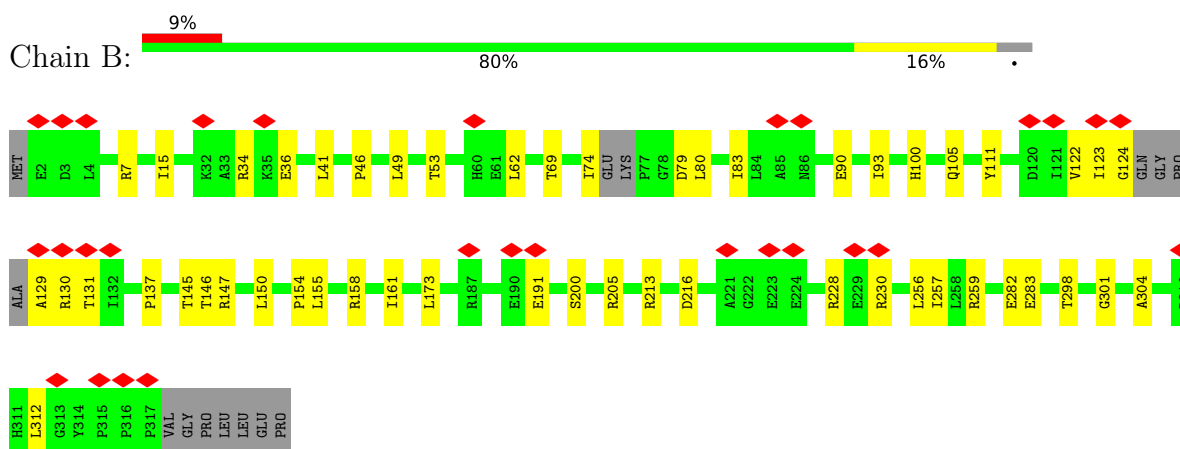 9%
Chain B:
80% 16% •
MET E2 D3 L4 R7 I15 K32 A33 R34 K35 E36 L41 P46 L49 T53 H60 E61 L62 T69 I74 GLU LYS P77 G78 D79 L80 I83 L84 A85 N86 E90 I93 H100 Q105 Y111 D120 I121 V122 I123 G124 GLN GLY PRO
ALA A129 R130 T131 I132 P137 T145 T146 R147 L150 P154 L155 R158 I161 L173 R187 E190 E191 S200 R205 R213 D216 A221 G222 E223 E224 R228 E229 R230 L256 I257 L258 R259 E282 E283 T298 G301 A304
H311 L312 G313 Y314 P315 P316 P317 VAL GLY PRO LEU LEU GLU PRO